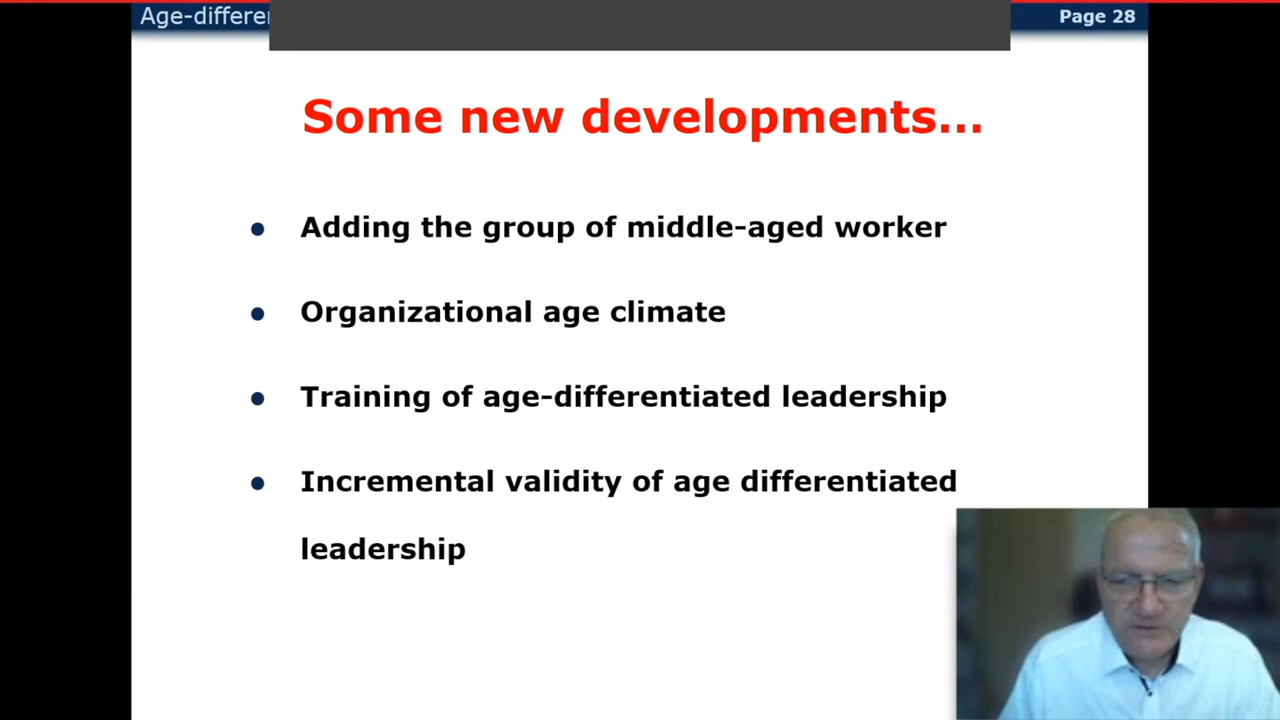 Age-differe
Page 28
Some new developments...
• Adding the group of middle-aged worker
• Organizational age climate
• Training of age-differentiated leadership
• Incremental validity of age differentiated
leadership